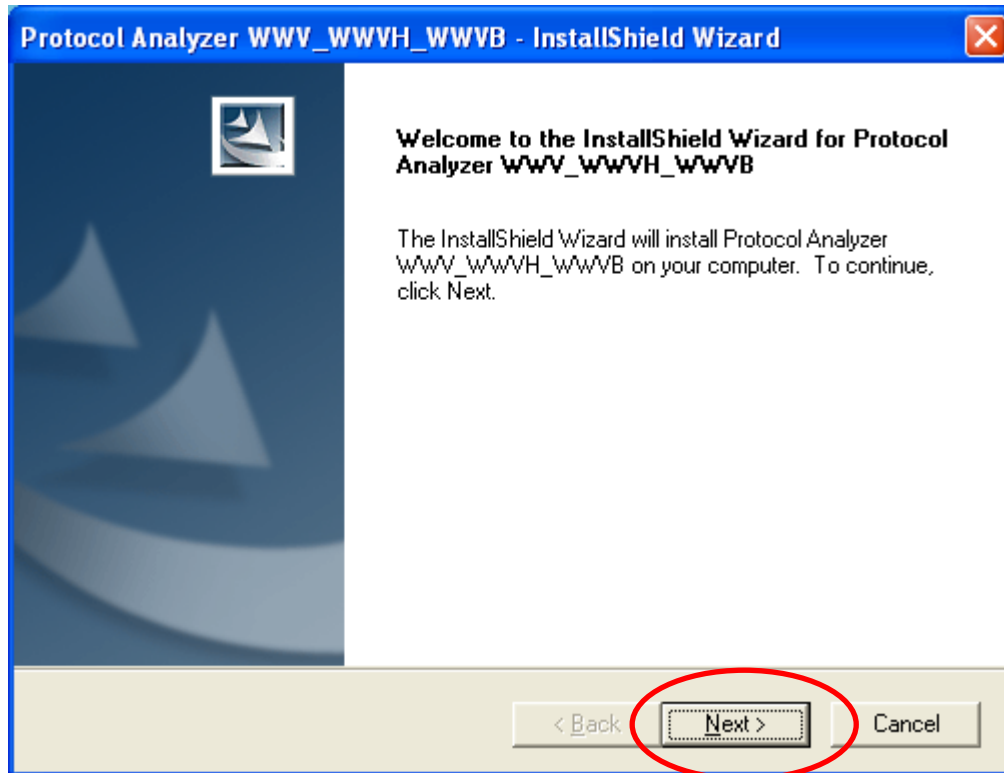 Protocol Analyzer WWV_WWVH_WWVB - InstallShield Wizard
Welcome to the InstallShield Wizard for Protocol
Analyzer WWV_WWVH_WWVB
The InstallShield Wizard will install Protocol Analyzer
WWV_WWVH_WWVB on your computer.  To continue,
click Next.
< Back Next > Cancel